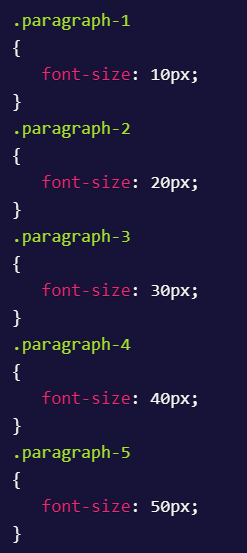 .paragraph-1
{
font-size: 10px;
}
.paragraph-2
{
font-size: 20px;
}
.paragraph-3
{
font-size: 30px;
}
.paragraph-4
{
font-size: 40px;
}
.paragraph-5
{
font-size: 50px;
}